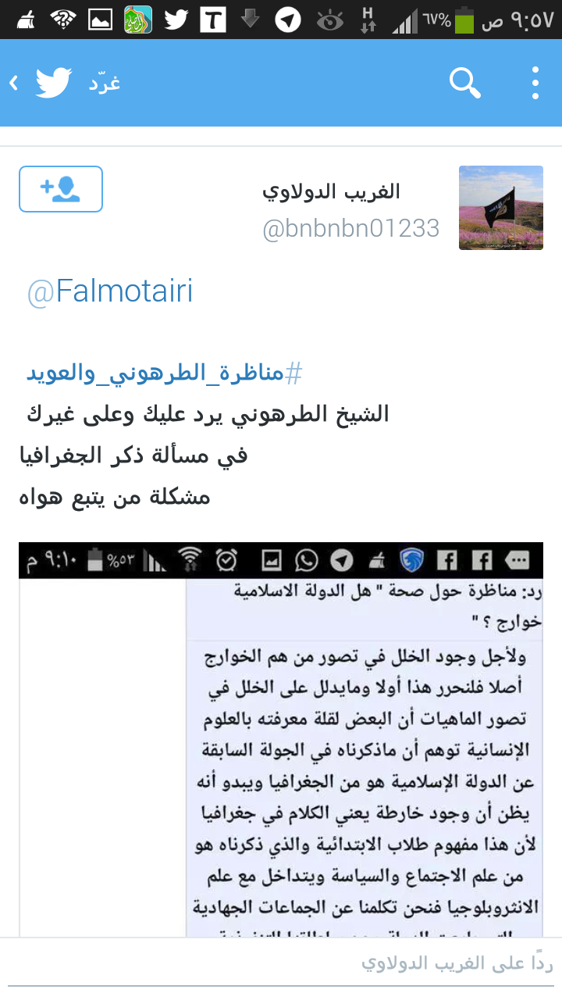 ٩:٥٧ ص
٦٧%
H
T
غرّد
الغريب الدولاوي
@bnbnbn01233
@Falmotairi
#مناظرة_الطرهوني_والعويد
الشيخ الطرهوني يرد عليك وعلى غيرك
في مسألة ذكر الجغرافيا
مشكلة من يتبع هواه
٩:١٠ م
٥٣%
رد: مناظرة حول صحة " هل الدولة الاسلامية
خوارج ؟ "
ولأجل وجود الخلل في تصور من هم الخوارج
أصلا فلنحرر هذا أولا ومايدلل على الخلل في
تصور الماهيات أن البعض لقلة معرفته بالعلوم
الإنسانية توهم أن ماذكرناه في الجولة السابقة
عن الدولة الإسلامية هو من الجغرافيا ويبدو أنه
يظن أن وجود خارطة يعني الكلام في جغرافيا
لأن هذا مفهوم طلاب الابتدائية والذي ذكرناه هو
من علم الاجتماع والسياسة ويتداخل مع علم
الانثروبلوجيا فنحن تكلمنا عن الجماعات الجهادية
ردًا على الغريب الدولاوي